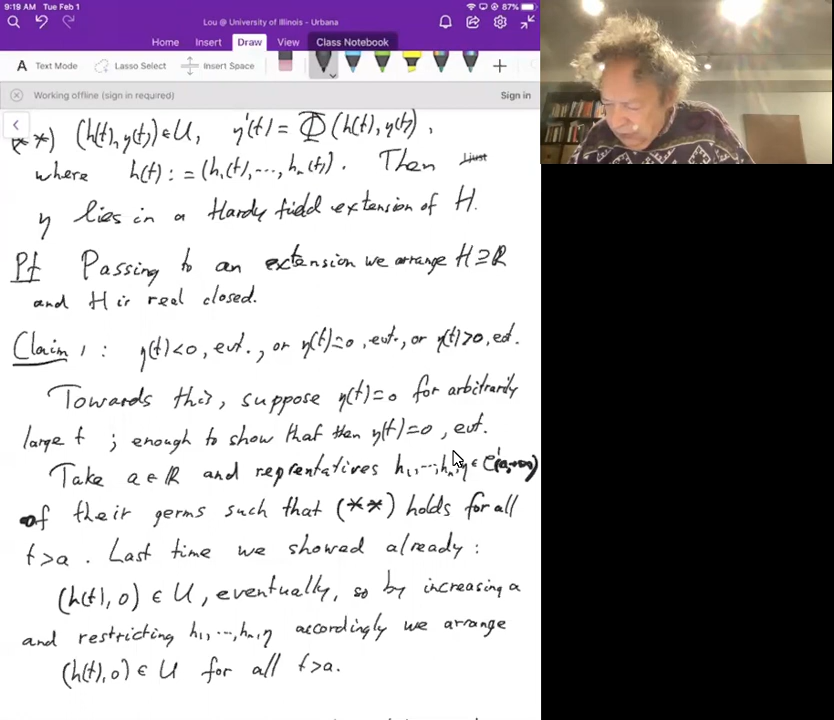 9:19 AM Tue Feb 1
87%
Lou @ University of Illinois - Urbana
Home Insert Draw View Class Notebook
Text Mode Lasso Select Insert Space
Working offline (sign in required) Sign in
(**) (h(t), y(t)) ∈ U, y'(t) = Φ(h(t), y(t)),
where h(t) := (h₁(t), ..., hₙ(t)). Then
y lies in a Hardy field extension of H.
Pf Passing to an extension we arrange H ⊇ ℝ
and H is real closed.
Claim 1: y(t)<0, evt., or y(t)=0, evt., or y(t)>0, evt.
Towards this, suppose y(t)=0 for arbitrarily
large t ; enough to show that then y(t)=0, evt.
Take a ∈ ℝ and reprentatives h₁, ..., hₙ, y ∈ C¹(a,+∞)
of their germs such that (**) holds for all
t>a. Last time we showed already:
(h(t), 0) ∈ U, eventually, so by increasing a
and restricting h₁, ..., hₙ, y accordingly we arrange
(h(t), 0) ∈ U for all t>a.